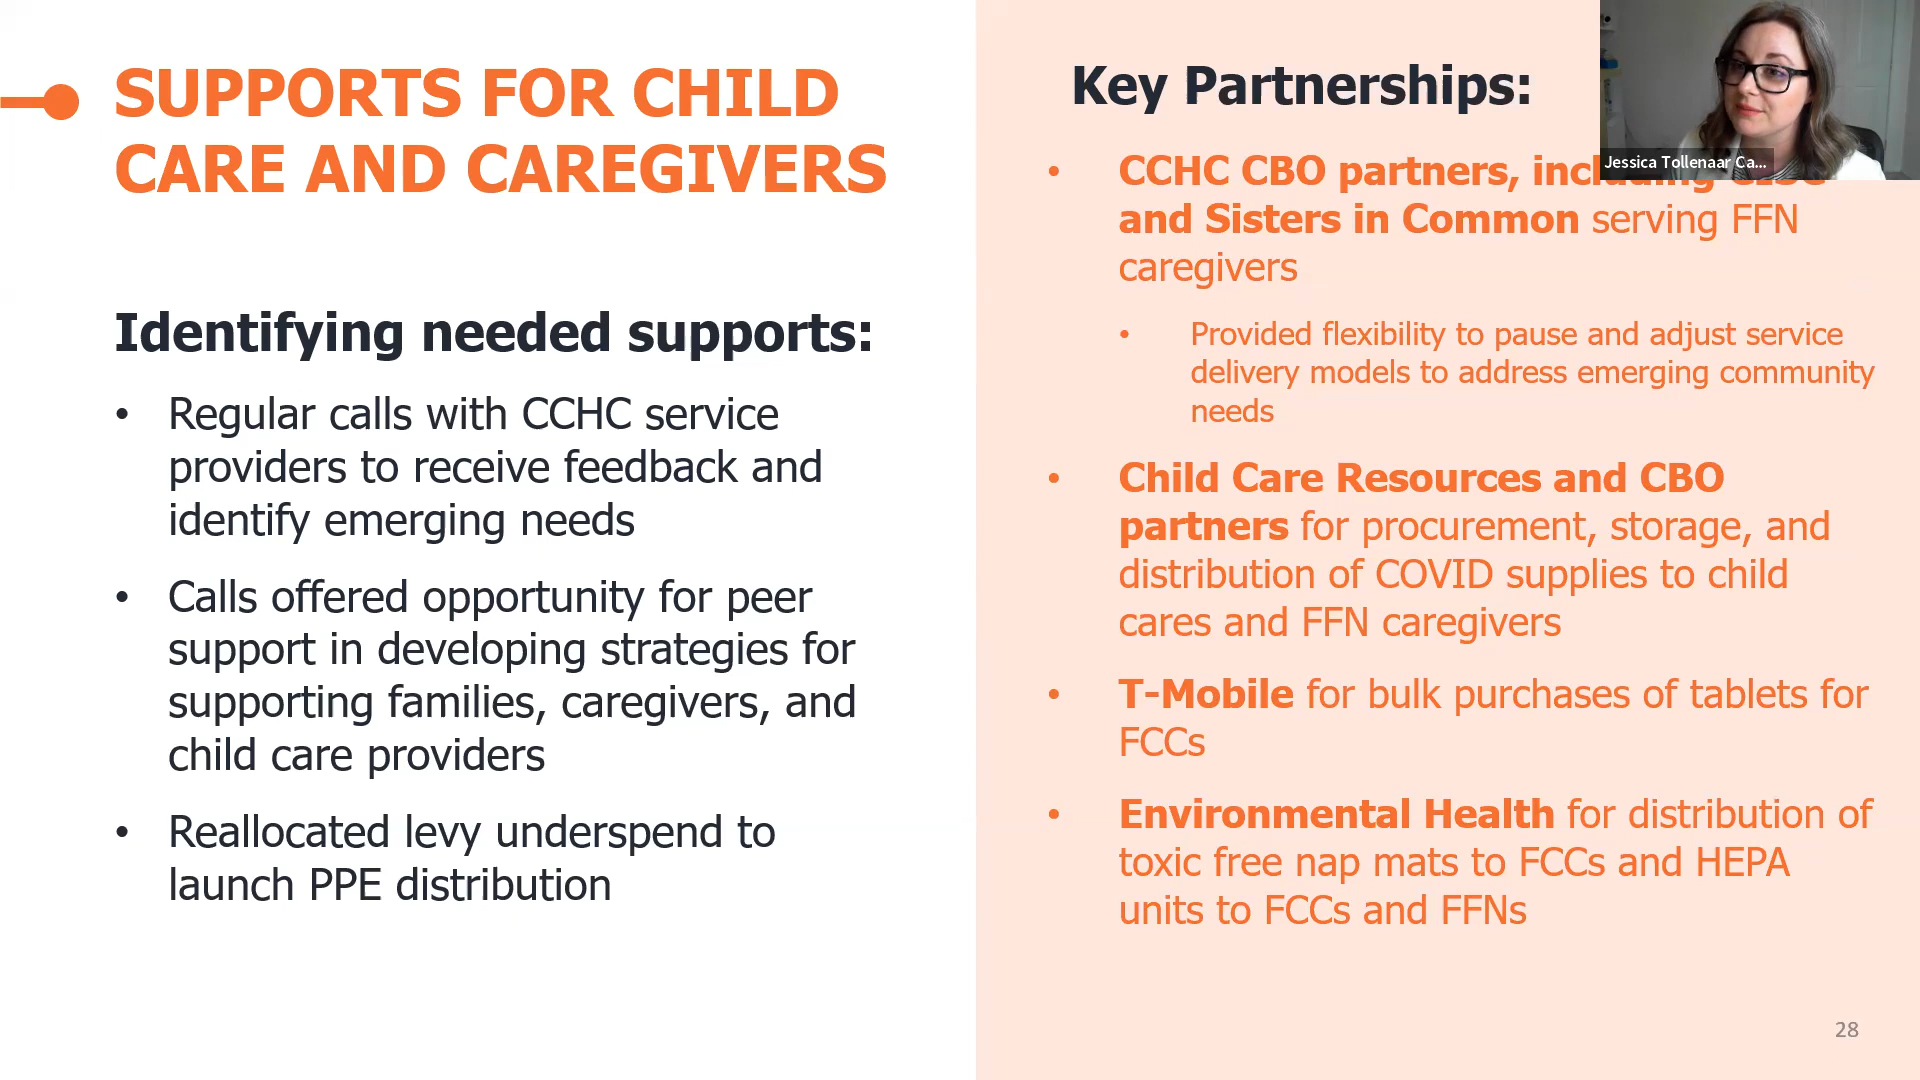 SUPPORTS FOR CHILD
CARE AND CAREGIVERS
Identifying needed supports:
• Regular calls with CCHC service
providers to receive feedback and
identify emerging needs
• Calls offered opportunity for peer
support in developing strategies for
supporting families, caregivers, and
child care providers
• Reallocated levy underspend to
launch PPE distribution
Key Partnerships:
• CCHC CBO partners, including
and Sisters in Common serving FFN
caregivers
• Provided flexibility to pause and adjust service
delivery models to address emerging community
needs
• Child Care Resources and CBO
partners for procurement, storage, and
distribution of COVID supplies to child
cares and FFN caregivers
• T-Mobile for bulk purchases of tablets for
FCCs
• Environmental Health for distribution of
toxic free nap mats to FCCs and HEPA
units to FCCs and FFNs
Jessica Tollenaar Ca...
28